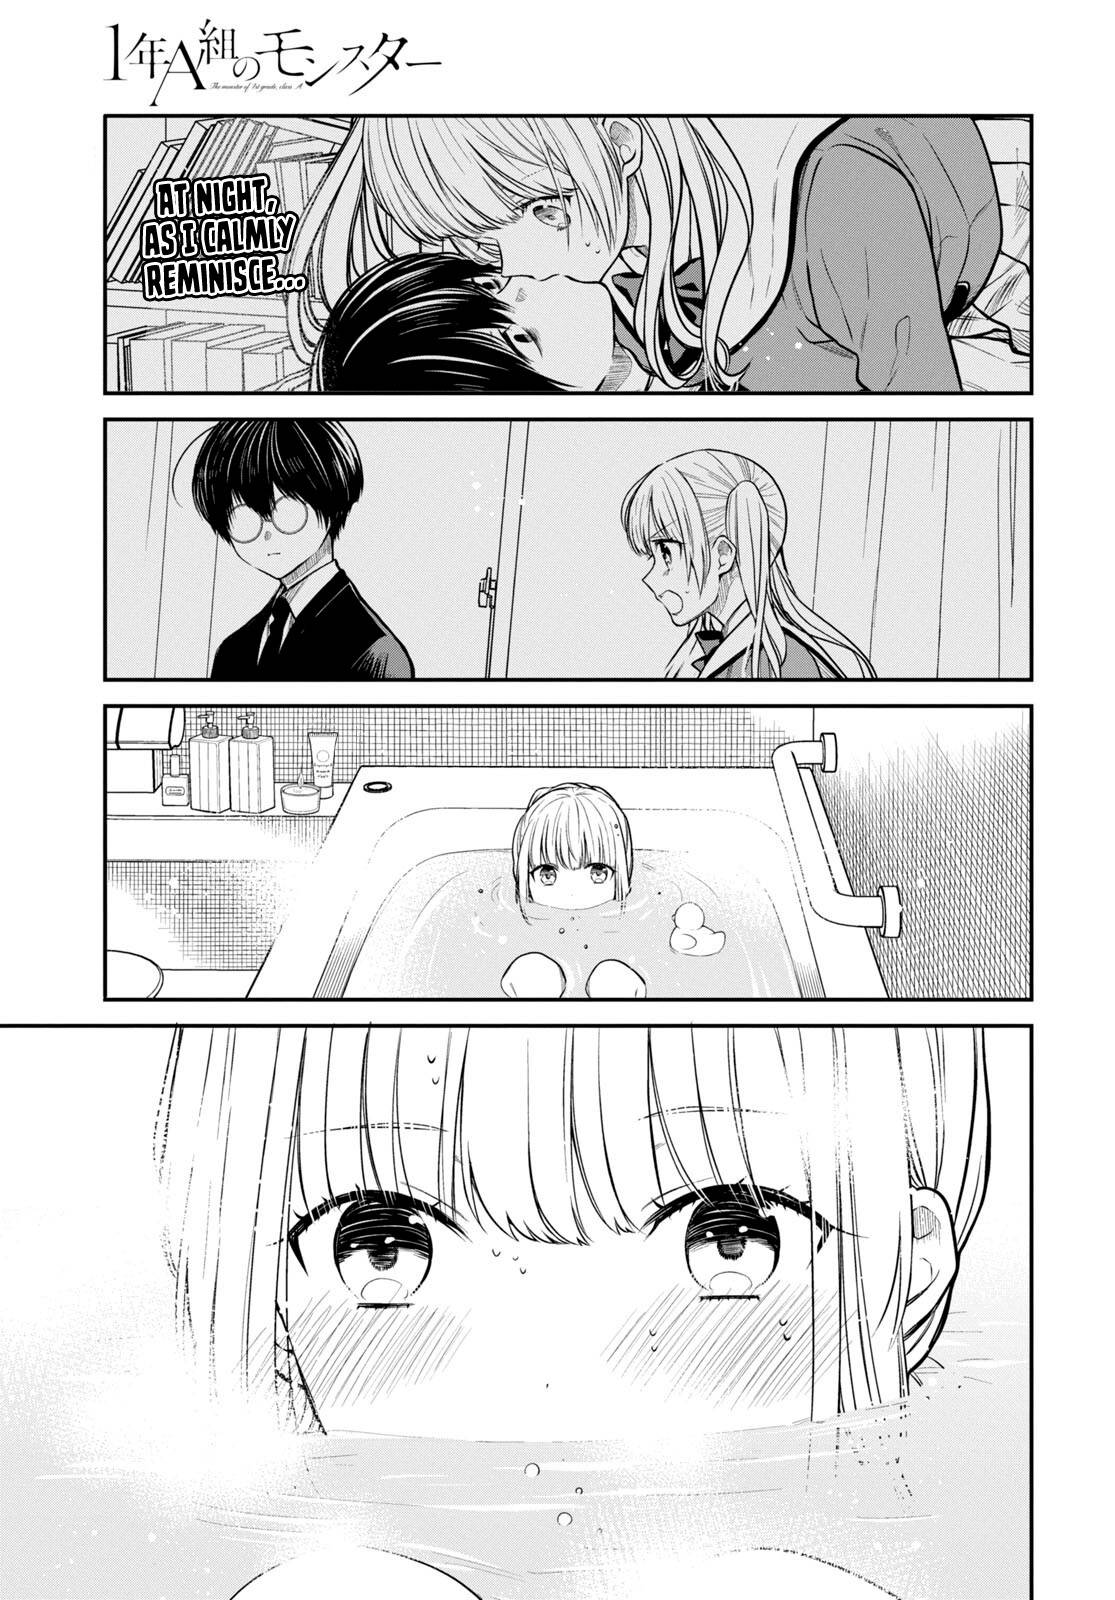 1年A組のモンスター
The monster of 1st grade, class A
AT NIGHT,
AS I CALMLY
REMINISCE...